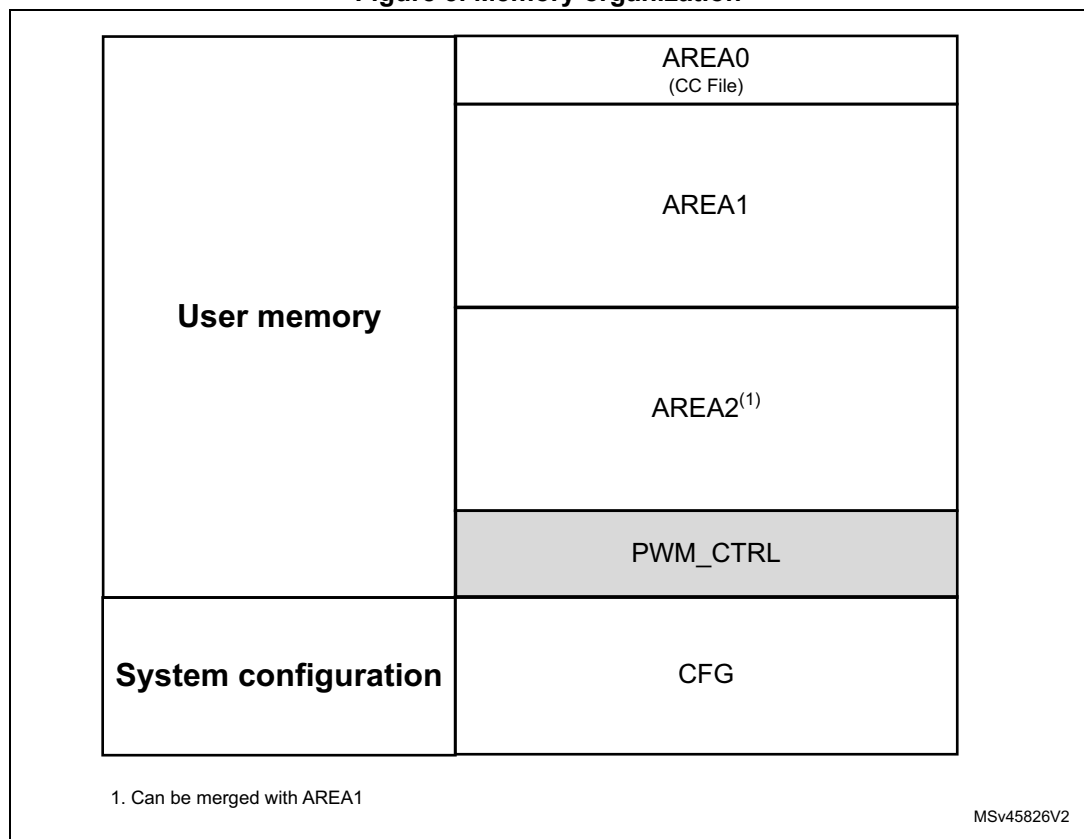 AREA0
(CC File)
AREA1
User memory
AREA2(1)
PWM_CTRL
System configuration
CFG
1. Can be merged with AREA1
MSv45826V2